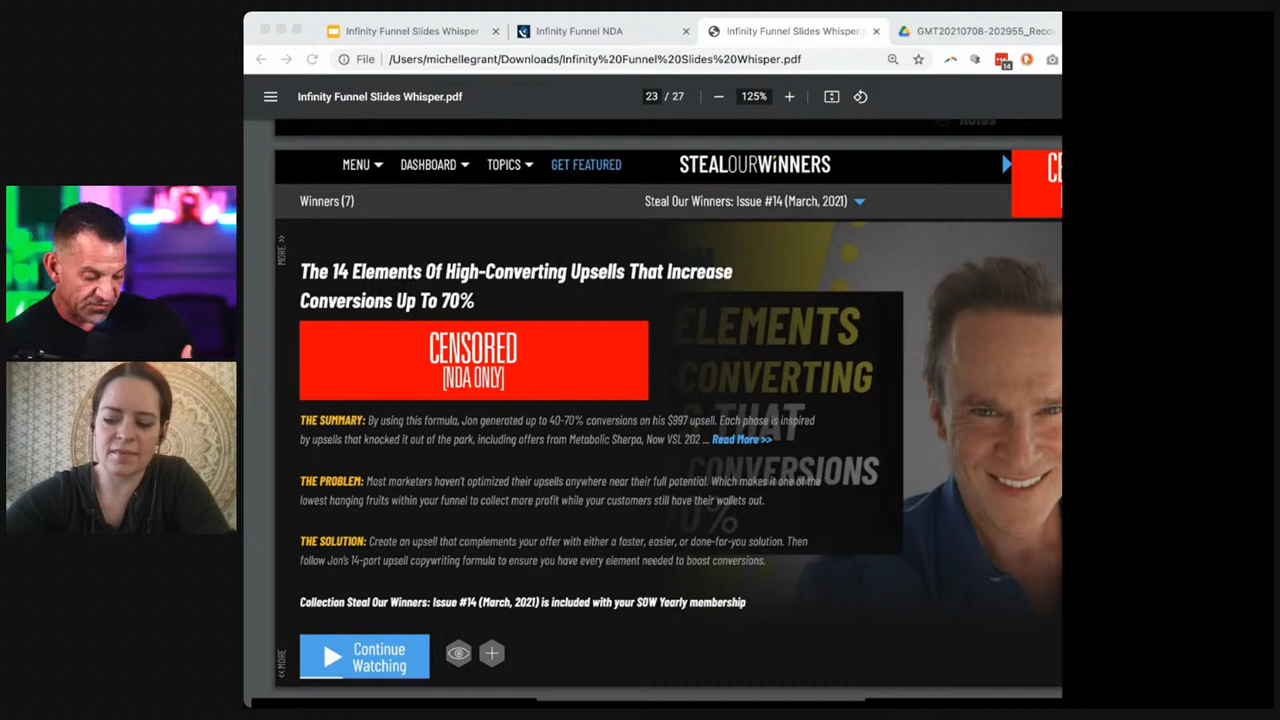 Infinity Funnel Slides Whisper
Infinity Funnel NDA
Infinity Funnel Slides Whisper.
GMT20210708-202955_Reco
File /Users/michellegrant/Downloads/Infinity%20Funnel%20Slides%20Whisper.pdf
14
Infinity Funnel Slides Whisper.pdf
23 / 27
125%
Notes
MENU
DASHBOARD
TOPICS
GET FEATURED
STEALOURWINNERS
CE
Winners (7)
Steal Our Winners: Issue #14 (March, 2021)
MORE >>
The 14 Elements Of High-Converting Upsells That Increase
Conversions Up To 70%
CENSORED
[NDA ONLY]
ELEMENTS
CONVERTING
THAT
CONVERSIONS
0%
THE SUMMARY: By using this formula, Jon generated up to 40-70% conversions on his $997 upsell. Each phase is inspired
by upsells that knocked it out of the park, including offers from Metabolic Sherpa, Now VSL 202 ... Read More >>
THE PROBLEM: Most marketers haven't optimized their upsells anywhere near their full potential. Which makes it one of the
lowest hanging fruits within your funnel to collect more profit while your customers still have their wallets out.
THE SOLUTION: Create an upsell that complements your offer with either a faster, easier, or done-for-you solution. Then
follow Jon's 14-part upsell copywriting formula to ensure you have every element needed to boost conversions.
Collection Steal Our Winners: Issue #14 (March, 2021) is included with your SOW Yearly membership
<< MORE
Continue
Watching